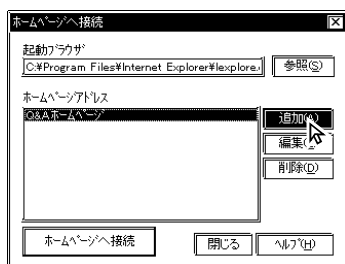 ホームページへ接続
起動ブラウザ
C:¥Program Files¥Internet Explorer¥Iexplore.
参照(S)
ホームページアドレス
Q&Aホームページ
追加(A)
編集
削除(D)
ホームページへ接続
閉じる
ヘルプ(H)